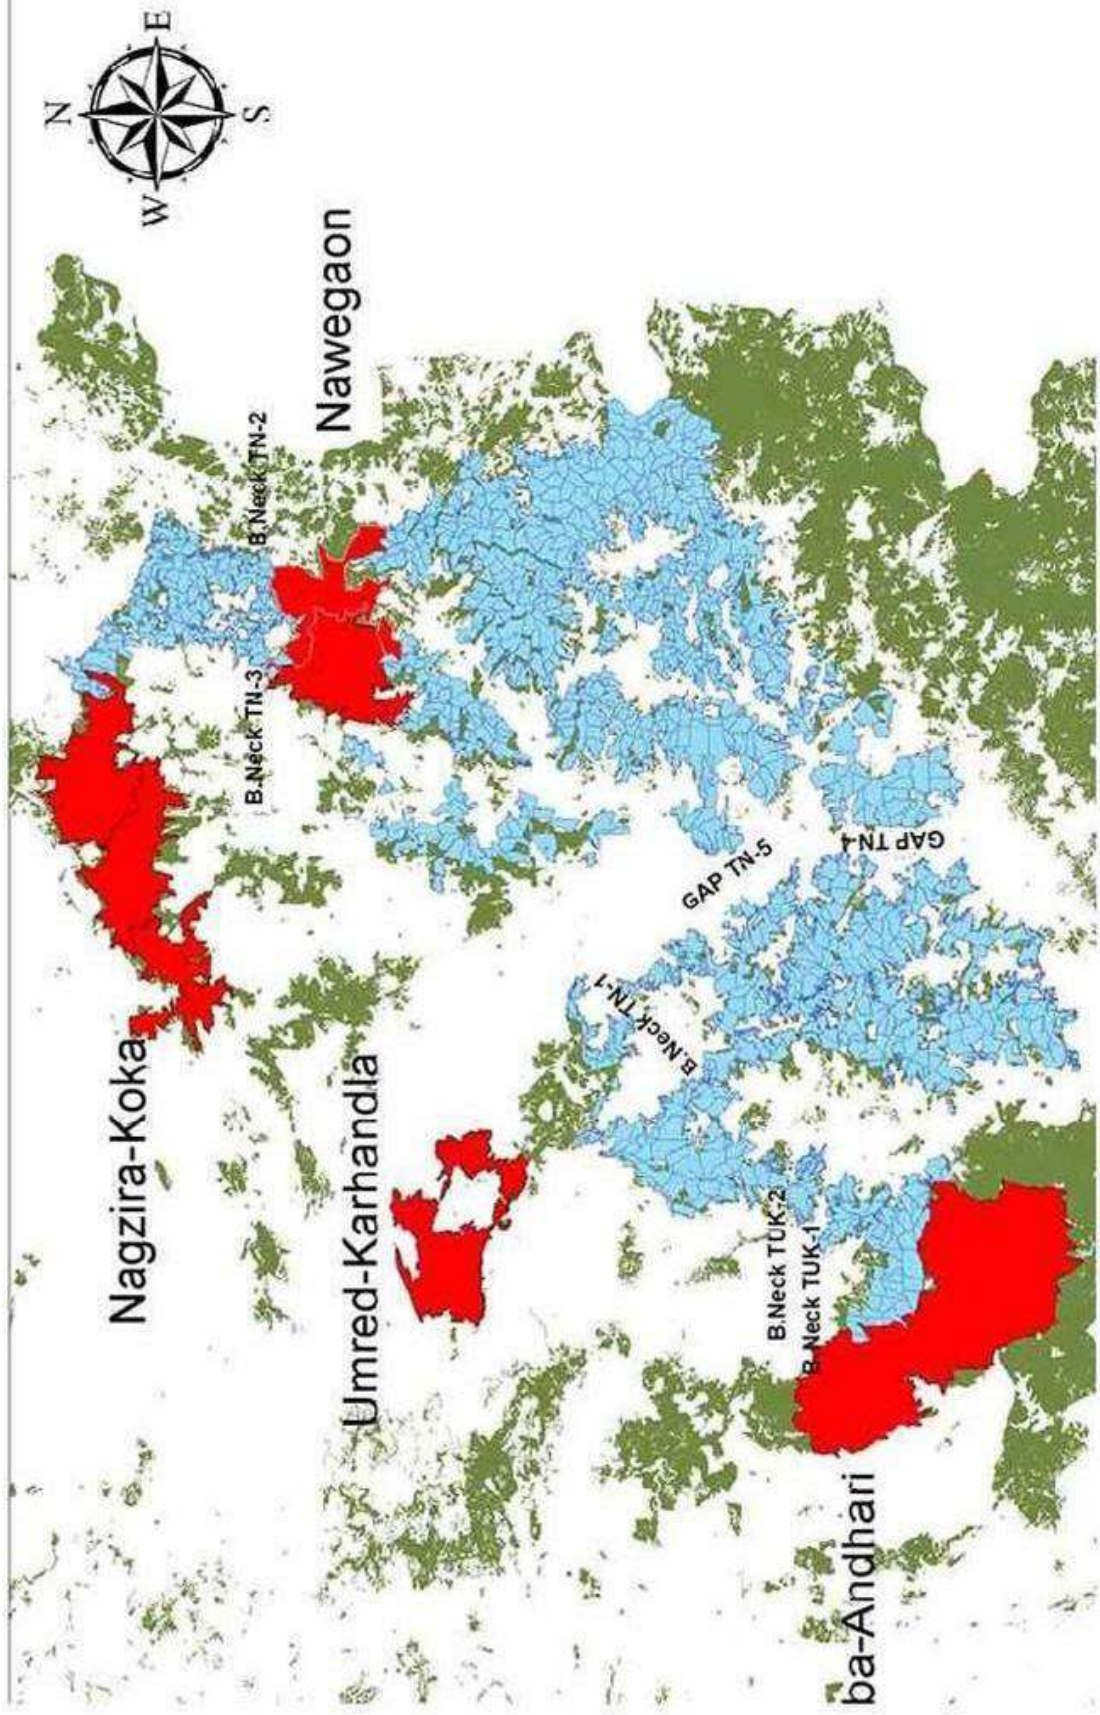 N
E
S
W
Nagzira-Koka
B.Neck TN-2
B.Neck TN-3
Nawegaon
Umred-Karhandla
B.Neck TN-1
GAP TN-5
GAP TN-4
B.Neck TUK-2
B.Neck TUK-1
ba-Andhari